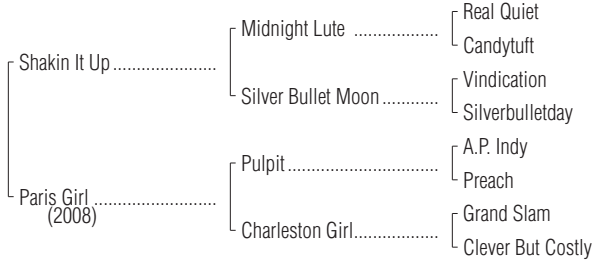 Real Quiet
Midnight Lute ...................
Candytuft
Shakin It Up .......................
Vindication
Silver Bullet Moon ............
Silverbulletday
A.P. Indy
Pulpit .................................
Preach
Paris Girl ...........................
(2008)
Grand Slam
Charleston Girl ...................
Clever But Costly